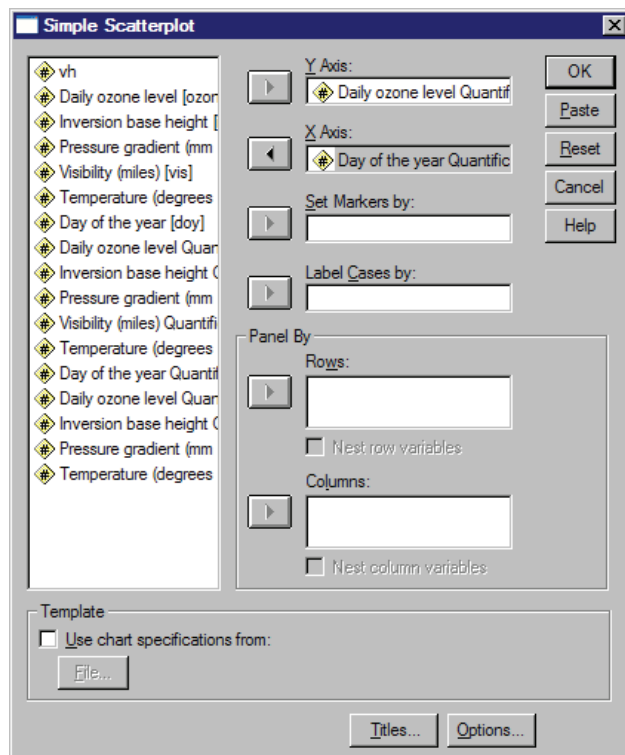 Simple Scatterplot
vh
Daily ozone level [ozon
Inversion base height [
Pressure gradient (mm
Visibility (miles) [vis]
Temperature (degrees
Day of the year [doy]
Daily ozone level Quan
Inversion base height Q
Pressure gradient (mm
Visibility (miles) Quantifi
Temperature (degrees
Day of the year Quantif
Daily ozone level Quan
Inversion base height Q
Pressure gradient (mm
Temperature (degrees
Y Axis:
Daily ozone level Quantif
X Axis:
Day of the year Quantific
Set Markers by:
Label Cases by:
Panel By
Rows:
Nest row variables
Columns:
Nest column variables
OK
Paste
Reset
Cancel
Help
Template
Use chart specifications from:
File...
Titles...
Options...